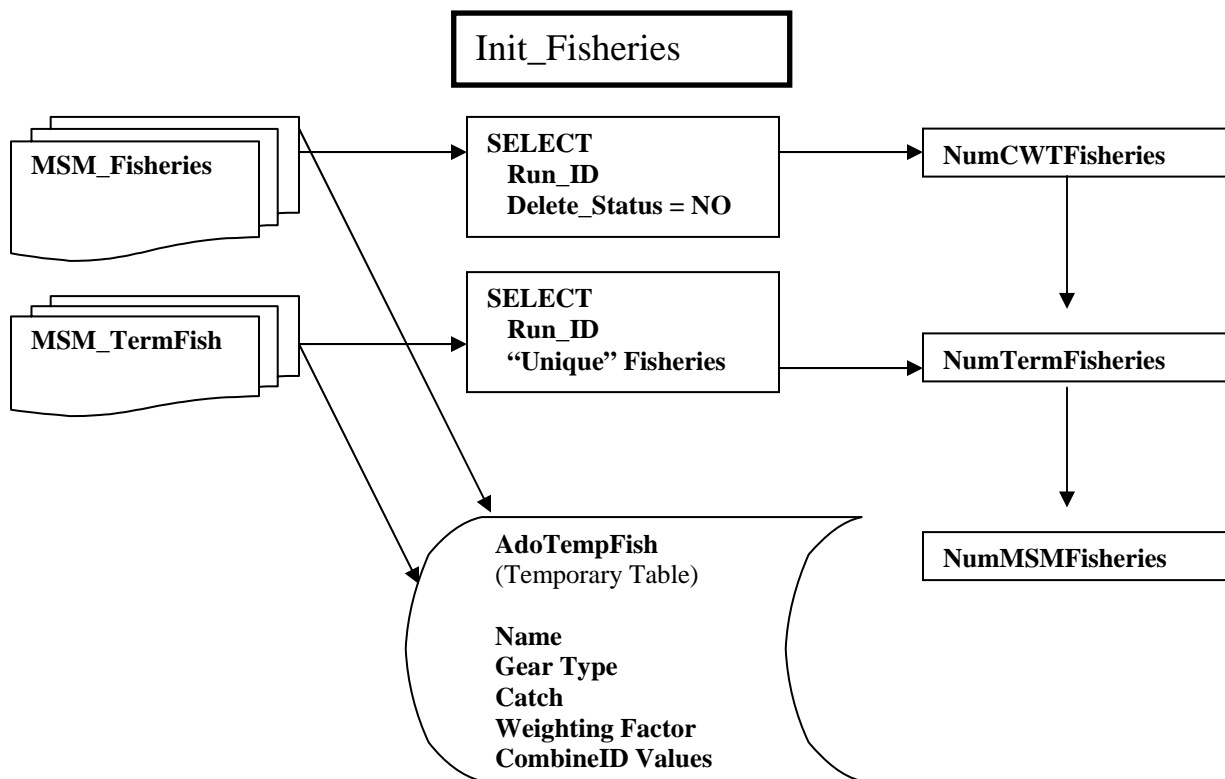 Init_Fisheries
MSM_Fisheries
SELECT
Run_ID
Delete_Status = NO
NumCWTFisheries
MSM_TermFish
SELECT
Run_ID
“Unique” Fisheries
NumTermFisheries
AdoTempFish
(Temporary Table)
Name
Gear Type
Catch
Weighting Factor
CombineID Values
NumMSMFisheries